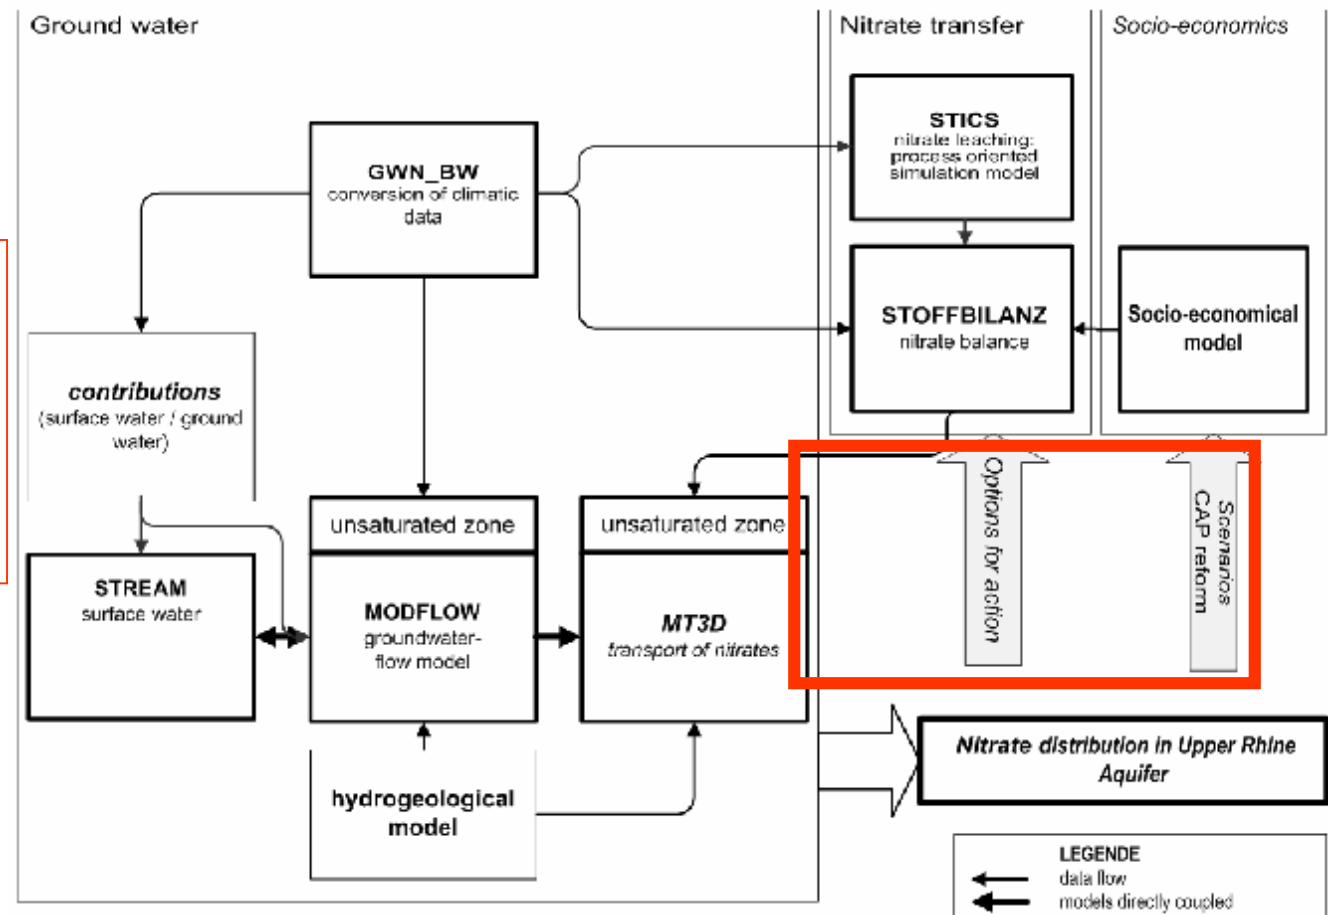 Ground water
Nitrate transfer
Socio-economics
STICS
nitrate leaching:
process oriented
simulation model
GWN_BW
conversion of climatic
data
STOFFBILANZ
nitrate balance
Socio-economical
model
contributions
(surface water / ground
water)
Options for action
Scenarios
CAP reform
unsaturated zone
unsaturated zone
STREAM
surface water
MODFLOW
groundwater-
flow model
MT3D
transport of nitrates
Nitrate distribution in Upper Rhine
Aquifer
hydrogeological
model
LEGENDE
data flow
models directly coupled